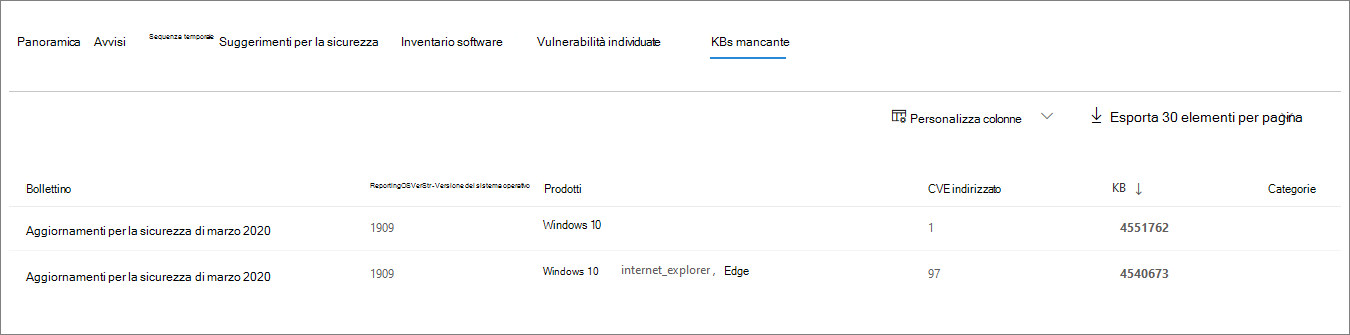 Panoramica Avvisi Sequenza temporale Suggerimenti per la sicurezza Inventario software Vulnerabilità individuate KBs mancante
Personalizza colonne Esporta 30 elementi per pagina
Bollettino ReportingOSVerStr-Versione del sistema operativo Prodotti CVE indirizzato KB Categorie
Aggiornamenti per la sicurezza di marzo 2020 1909 Windows 10 1 4551762
Aggiornamenti per la sicurezza di marzo 2020 1909 Windows 10 internet_explorer, Edge 97 4540673